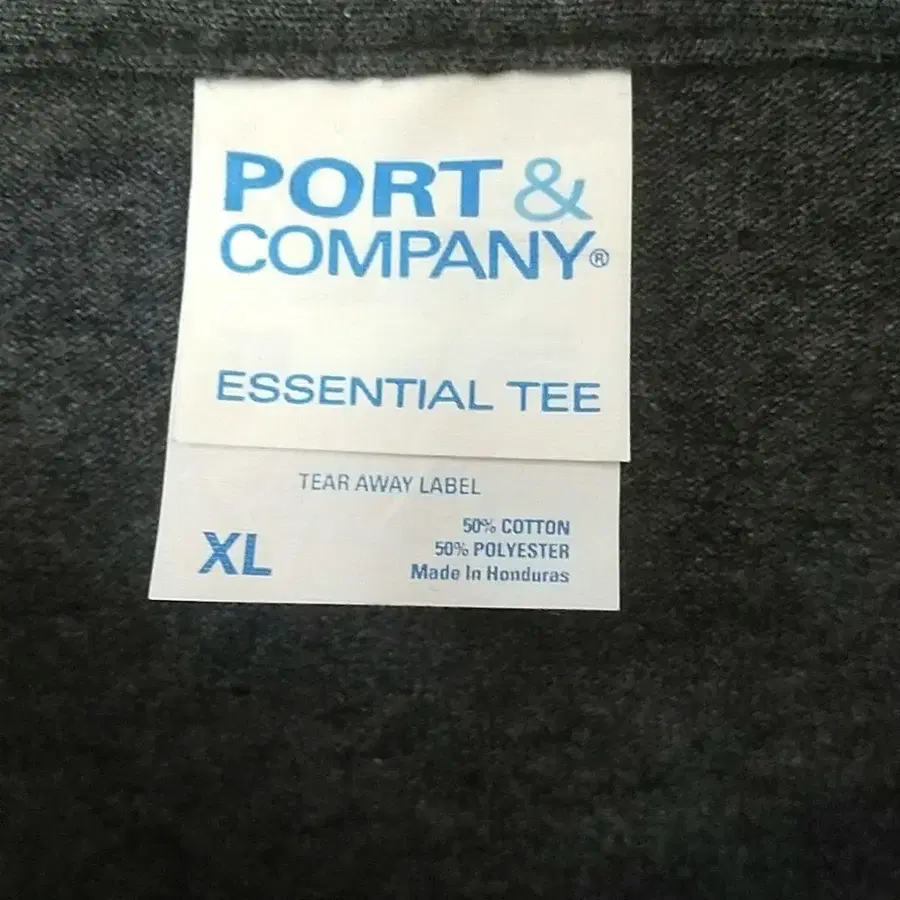 PORT &
COMPANY®
ESSENTIAL TEE
TEAR AWAY LABEL
XL
50% COTTON
50% POLYESTER
Made In Honduras